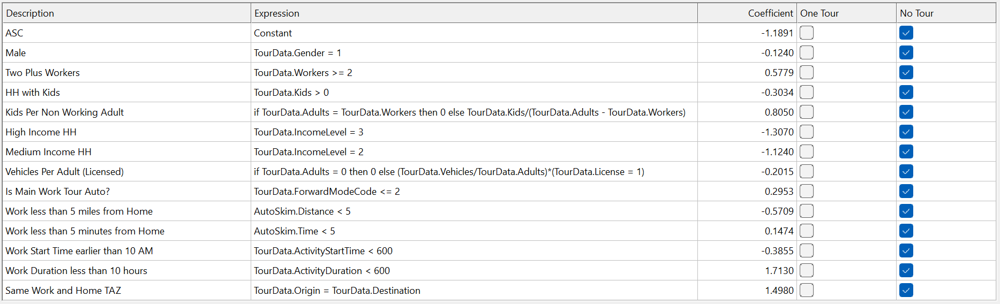 Description Expression Coefficient One Tour No Tour
ASC Constant -1.1891
Male TourData.Gender = 1 -0.1240
Two Plus Workers TourData.Workers >= 2 0.5779
HH with Kids TourData.Kids > 0 -0.3034
Kids Per Non Working Adult if TourData.Adults = TourData.Workers then 0 else TourData.Kids/(TourData.Adults - TourData.Workers) 0.8050
High Income HH TourData.IncomeLevel = 3 -1.3070
Medium Income HH TourData.IncomeLevel = 2 -1.1240
Vehicles Per Adult (Licensed) if TourData.Adults = 0 then 0 else (TourData.Vehicles/TourData.Adults)*(TourData.License = 1) -0.2015
Is Main Work Tour Auto? TourData.ForwardModeCode <= 2 0.2953
Work less than 5 miles from Home AutoSkim.Distance < 5 -0.5709
Work less than 5 minutes from Home AutoSkim.Time < 5 0.1474
Work Start Time earlier than 10 AM TourData.ActivityStartTime < 600 -0.3855
Work Duration less than 10 hours TourData.ActivityDuration < 600 1.7130
Same Work and Home TAZ TourData.Origin = TourData.Destination 1.4980